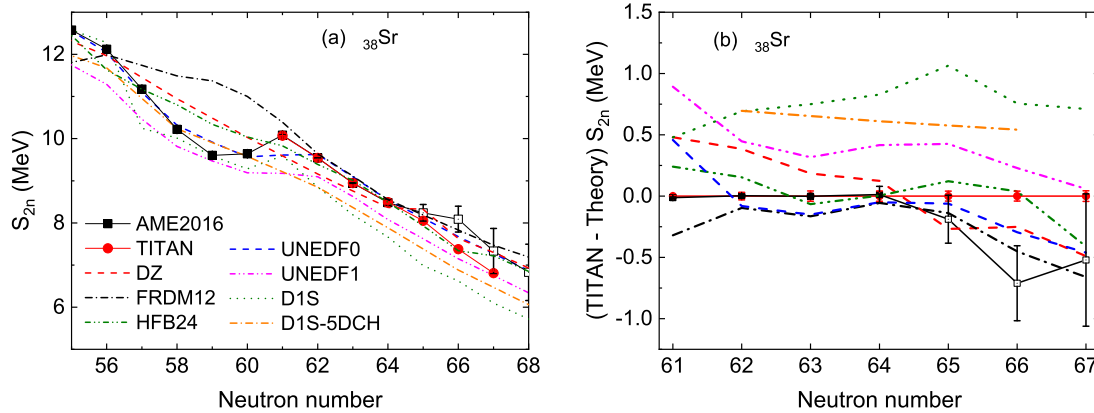 (a) 38Sr
S2n (MeV)
12
10
8
6
AME2016
TITAN
DZ
FRDM12
HFB24
UNEDF0
UNEDF1
D1S
D1S-5DCH
56 58 60 62 64 66 68
Neutron number
(b) 38Sr
(TITAN - Theory) S2n (MeV)
1.5
1.0
0.5
0.0
-0.5
-1.0
61 62 63 64 65 66 67
Neutron number